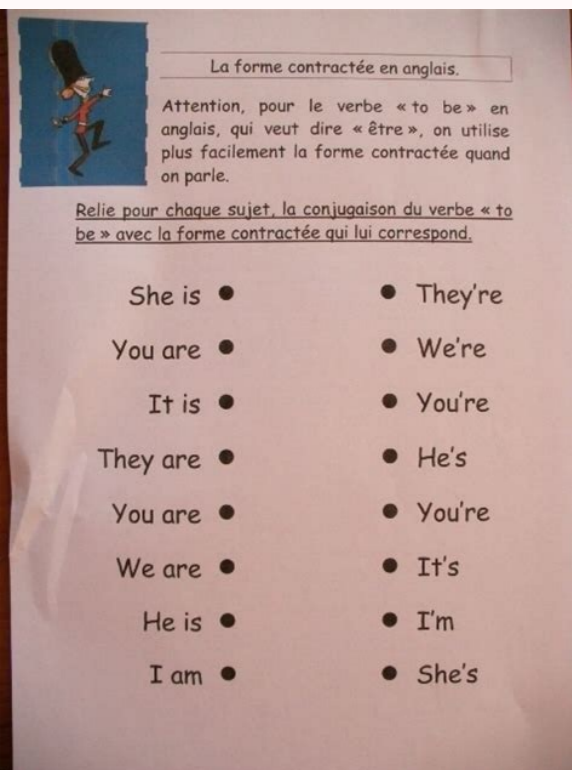 La forme contractée en anglais.
Attention, pour le verbe « to be » en
anglais, qui veut dire « être », on utilise
plus facilement la forme contractée quand
on parle.
Relie pour chaque sujet, la conjugaison du verbe « to
be » avec la forme contractée qui lui correspond.
She is ● ● They're
You are ● ● We're
It is ● ● You're
They are ● ● He's
You are ● ● You're
We are ● ● It's
He is ● ● I'm
I am ● ● She's